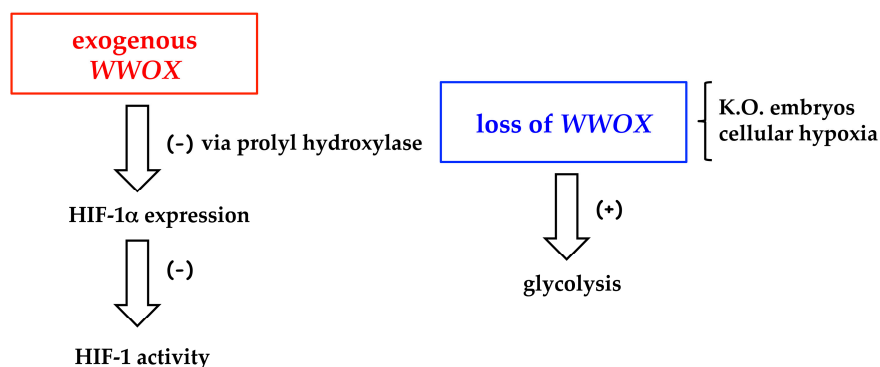 exogenous
WWOX
(-) via prolyl hydroxylase
HIF-1α expression
(-)
HIF-1 activity
loss of WWOX
K.O. embryos
cellular hypoxia
(+)
glycolysis